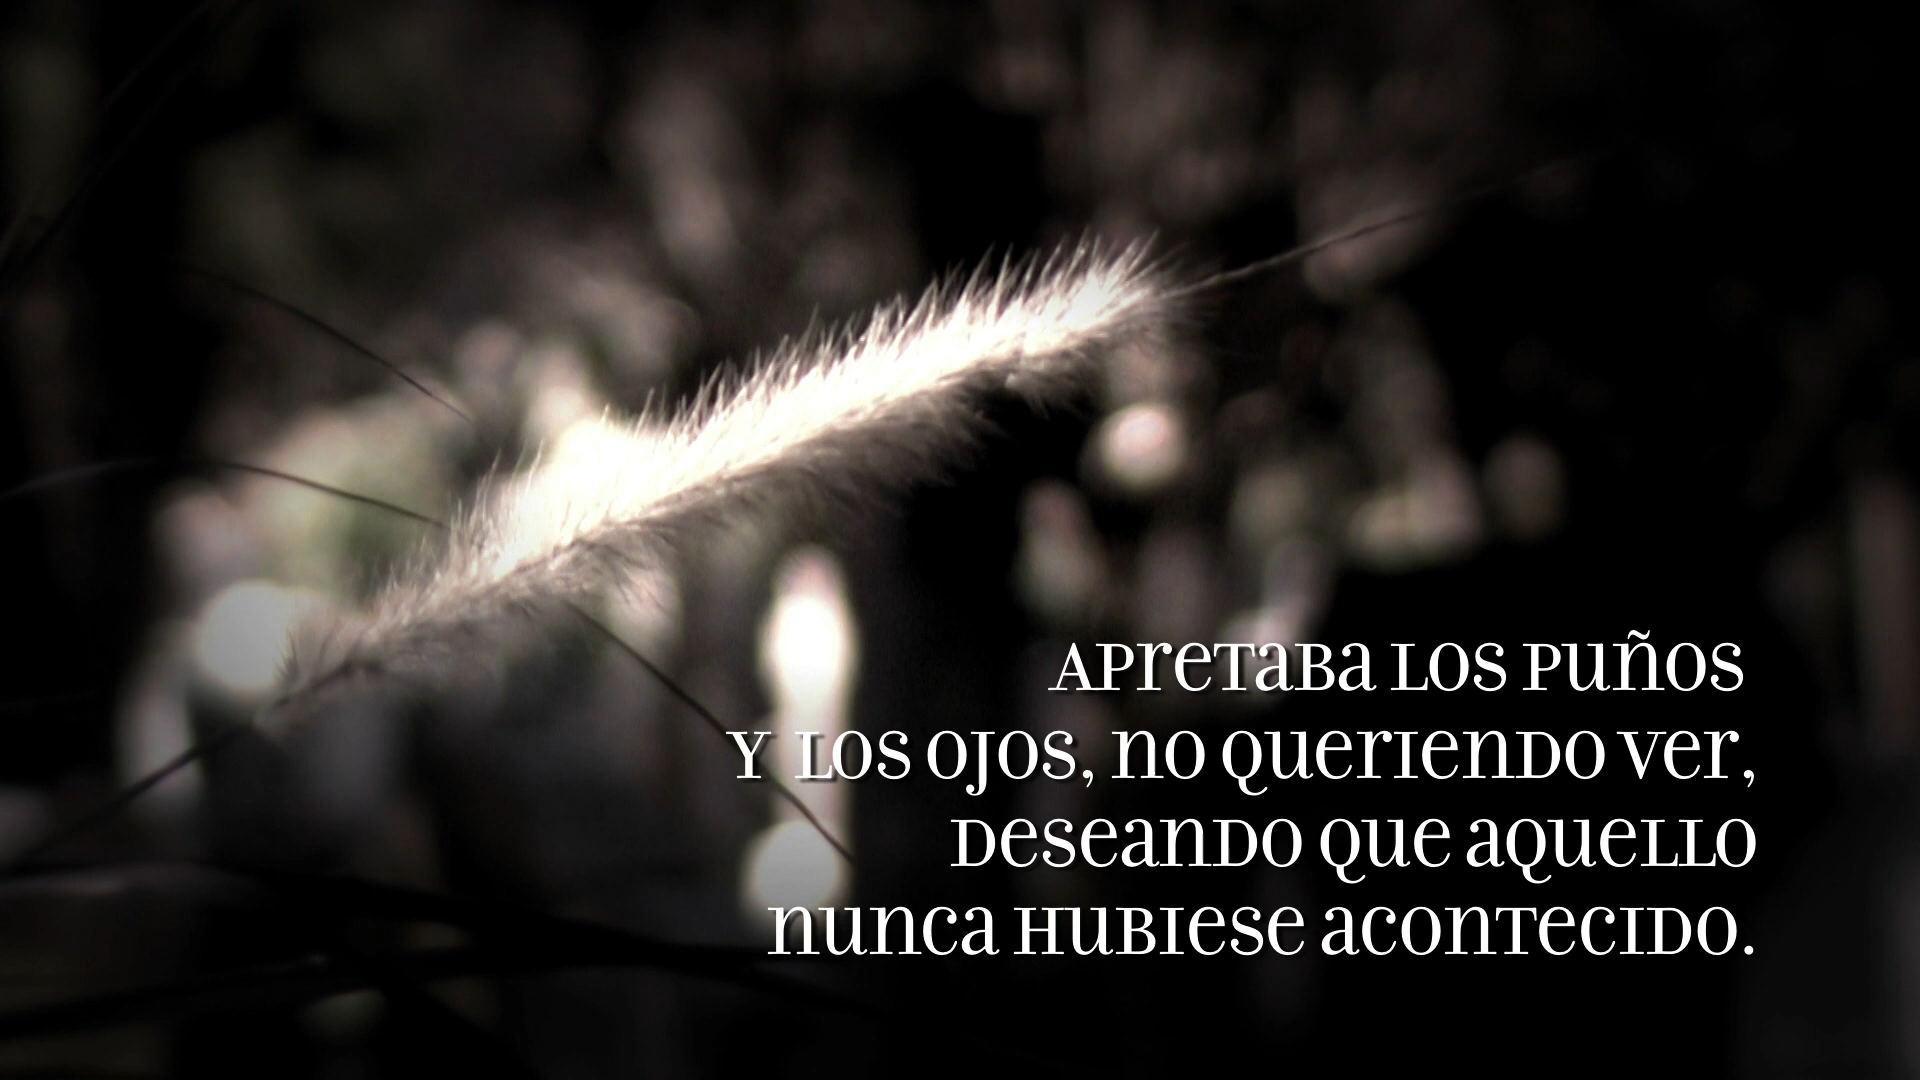 Apretaba los puños
y los ojos, no queriendo ver,
deseando que aquello
nunca hubiese acontecido.